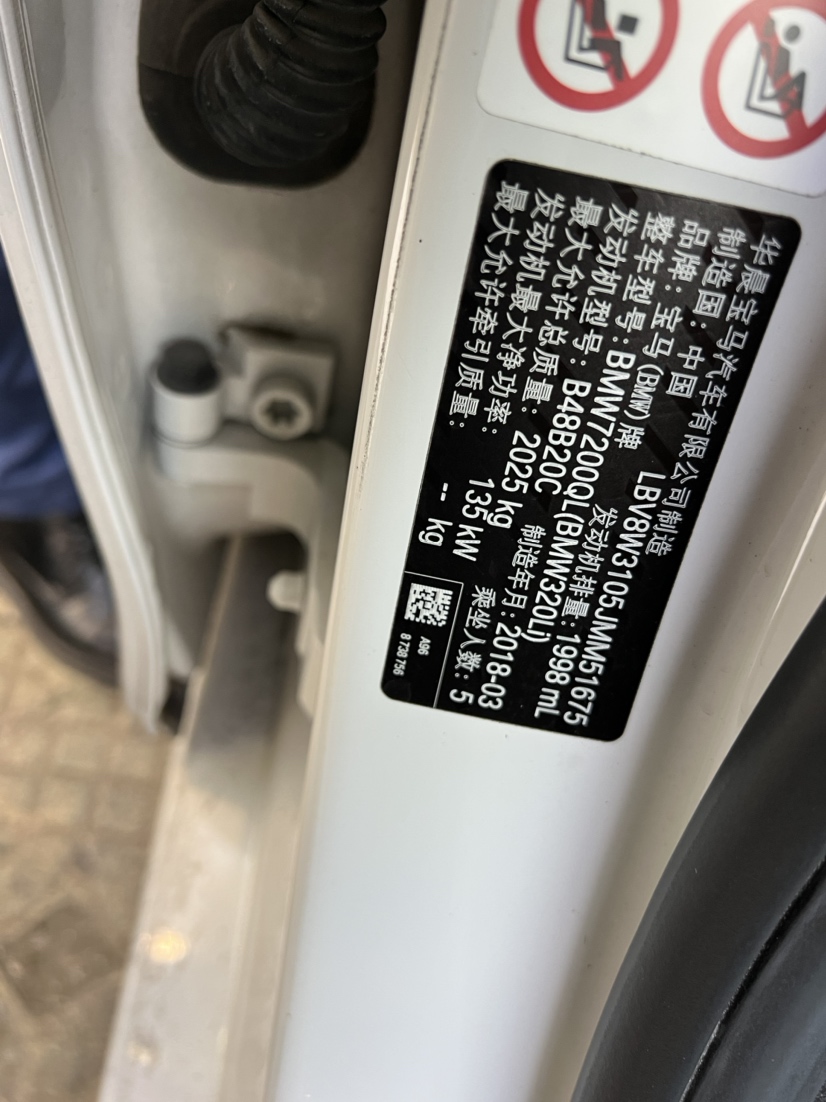 华晨宝马汽车有限公司制造
制造国：中国 LBV8W3105JMM51675
品牌：宝马(BMW)牌 发动机排量：1998 mL
整车型号：BMW7200QL(BMW320Li)
发动机型号：B48B20C 制造年月：2018-03
最大允许总质量：2025 kg 乘坐人数：5
发动机最大净功率：135 kW
最大允许牵引质量：-- kg
A96
8 738 756